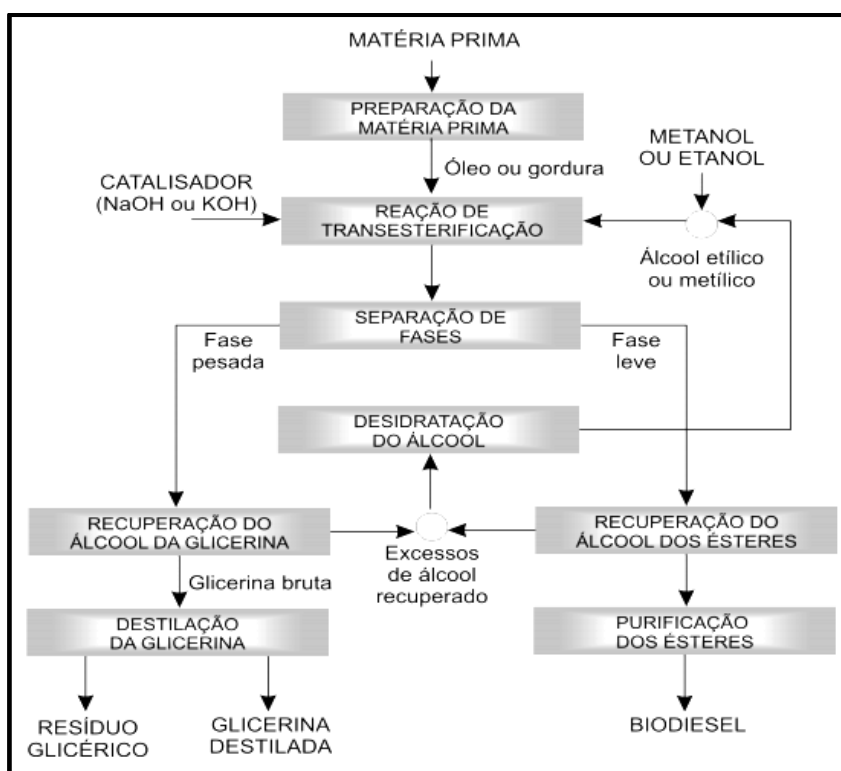 MATÉRIA PRIMA
PREPARAÇÃO DA
MATÉRIA PRIMA
METANOL
OU ETANOL
Óleo ou gordura
CATALISADOR
(NaOH ou KOH)
REAÇÃO DE
TRANSESTERIFICAÇÃO
Álcool etílico
ou metílico
SEPARAÇÃO DE
FASES
Fase
pesada
Fase
leve
DESIDRATAÇÃO
DO ÁLCOOL
RECUPERAÇÃO DO
ÁLCOOL DA GLICERINA
Excessos
de álcool
recuperado
RECUPERAÇÃO DO
ÁLCOOL DOS ÉSTERES
Glicerina bruta
DESTILAÇÃO
DA GLICERINA
PURIFICAÇÃO
DOS ÉSTERES
RESÍDUO
GLICÉRICO
GLICERINA
DESTILADA
BIODIESEL